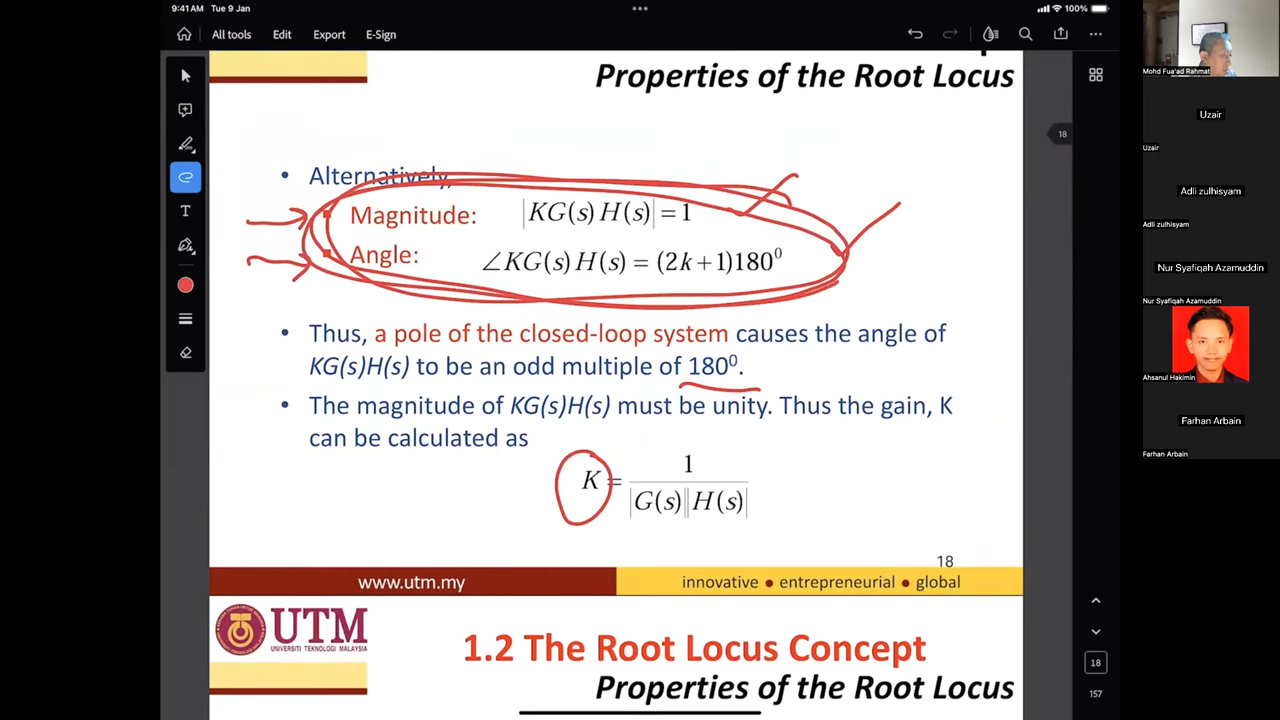 9:41 AM Tue 9 Jan
100%
All tools Edit Export E-Sign
Properties of the Root Locus
18
• Alternatively,
Magnitude: |KG(s)H(s)| = 1
Angle: ∠KG(s)H(s) = (2k+1)180⁰
• Thus, a pole of the closed-loop system causes the angle of
KG(s)H(s) to be an odd multiple of 180⁰.
• The magnitude of KG(s)H(s) must be unity. Thus the gain, K
can be calculated as
K = 1 / |G(s)||H(s)|
18
www.utm.my
innovative ● entrepreneurial ● global
UTM
UNIVERSITI TEKNOLOGI MALAYSIA
1.2 The Root Locus Concept
Properties of the Root Locus
18
157
Mohd Fua'ad Rahmat
Uzair
Uzair
Adli zulhisyam
Adli zulhisyam
Nur Syafiqah Azamuddin
Nur Syafiqah Azamuddin
Ahsanul Hakimin
Farhan Arbain
Farhan Arbain